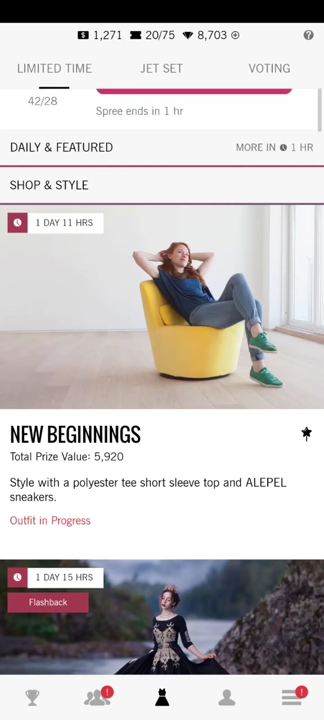 $ 1,271 20/75 8,703
?
LIMITED TIME JET SET VOTING
42/28
Spree ends in 1 hr
DAILY & FEATURED MORE IN 1 HR
SHOP & STYLE
1 DAY 11 HRS
NEW BEGINNINGS
Total Prize Value: 5,920
Style with a polyester tee short sleeve top and ALEPEL
sneakers.
Outfit in Progress
1 DAY 15 HRS
Flashback
! !